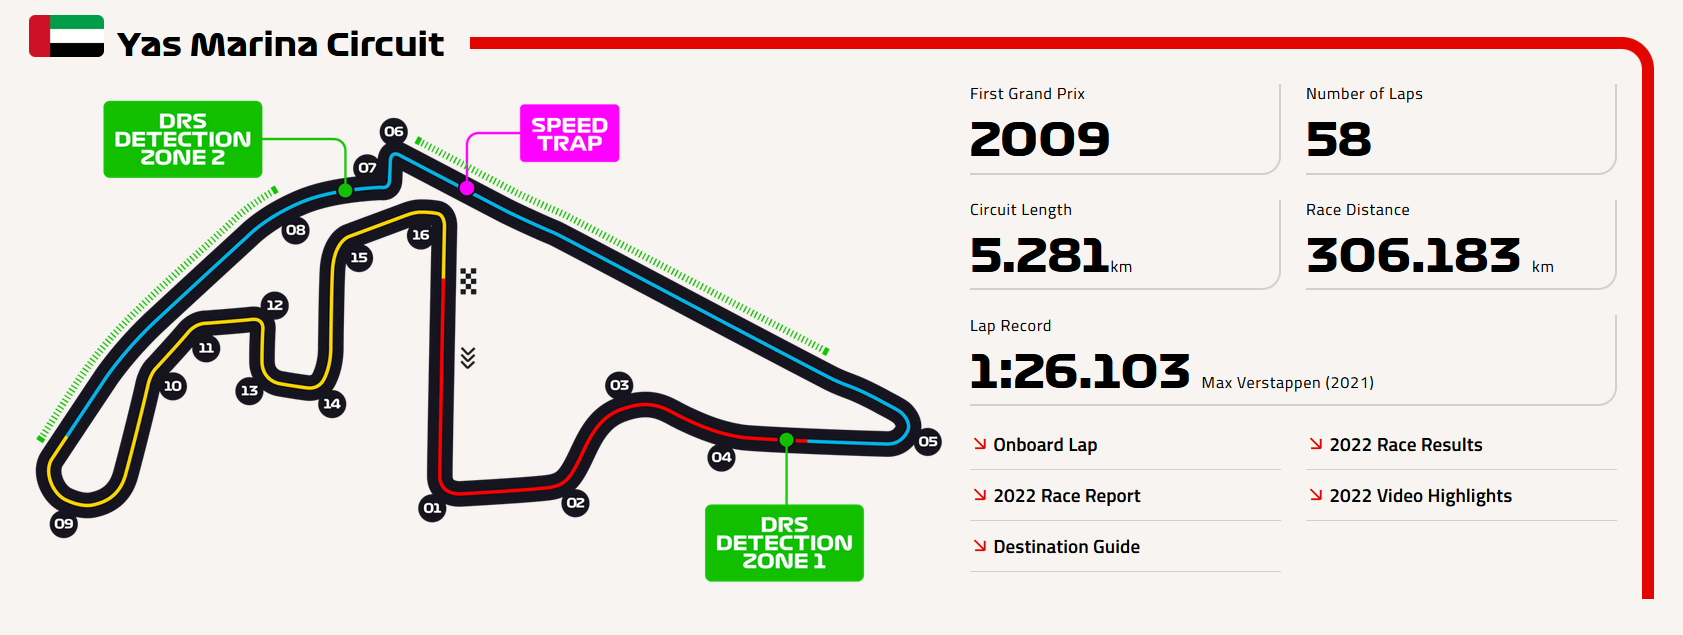 Yas Marina Circuit
DRS
DETECTION
ZONE 2
SPEED
TRAP
06
07
08
16
15
12
11
10
13
14
03
04
05
01
02
09
DRS
DETECTION
ZONE 1
First Grand Prix
2009
Number of Laps
58
Circuit Length
5.281km
Race Distance
306.183 km
Lap Record
1:26.103 Max Verstappen (2021)
Onboard Lap
2022 Race Results
2022 Race Report
2022 Video Highlights
Destination Guide